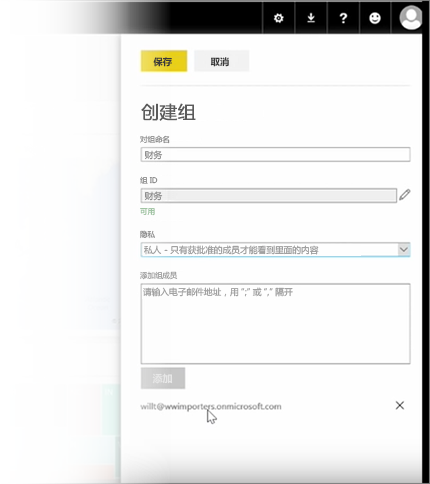 保存 取消
创建组
对组命名
财务
组 ID
财务
可用
隐私
私人 - 只有获批准的成员才能看到里面的内容
添加组成员
请输入电子邮件地址，用 ";" 或 "," 隔开
添加
willt@wwimporters.onmicrosoft.com